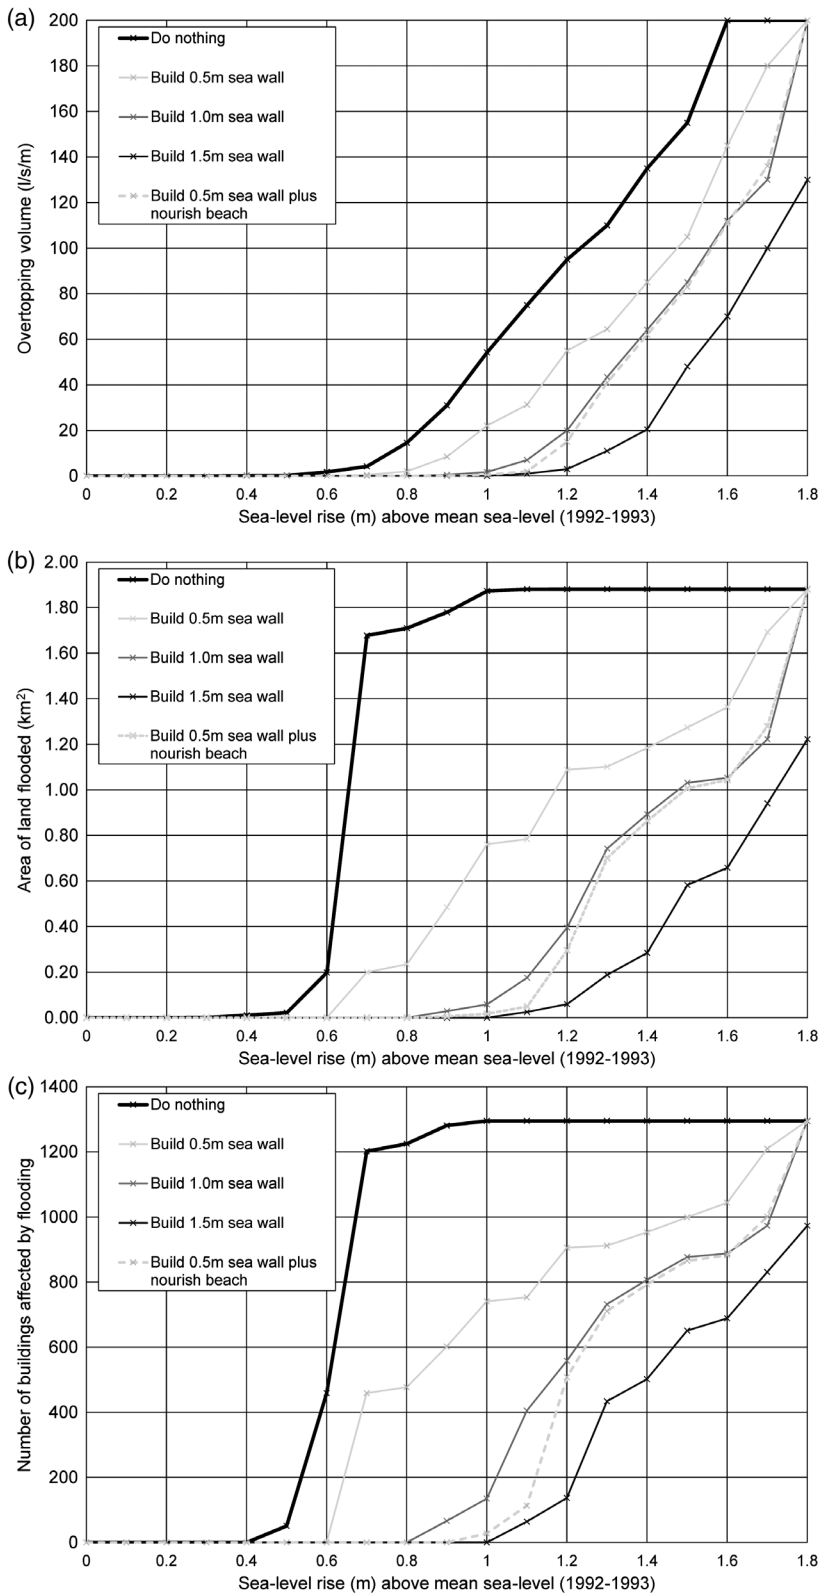 (a)
200
180
160
140
120
100
80
60
40
20
0
Overtopping volume (l/s/m)
Do nothing
Build 0.5m sea wall
Build 1.0m sea wall
Build 1.5m sea wall
Build 0.5m sea wall plus
nourish beach
0 0.2 0.4 0.6 0.8 1 1.2 1.4 1.6 1.8
Sea-level rise (m) above mean sea-level (1992-1993)
(b)
2.00
1.80
1.60
1.40
1.20
1.00
0.80
0.60
0.40
0.20
0.00
Area of land flooded (km²)
Do nothing
Build 0.5m sea wall
Build 1.0m sea wall
Build 1.5m sea wall
Build 0.5m sea wall plus
nourish beach
0 0.2 0.4 0.6 0.8 1 1.2 1.4 1.6 1.8
Sea-level rise (m) above mean sea-level (1992-1993)
(c)
1400
1200
1000
800
600
400
200
0
Number of buildings affected by flooding
Do nothing
Build 0.5m sea wall
Build 1.0m sea wall
Build 1.5m sea wall
Build 0.5m sea wall plus
nourish beach
0 0.2 0.4 0.6 0.8 1 1.2 1.4 1.6 1.8
Sea-level rise (m) above mean sea-level (1992-1993)